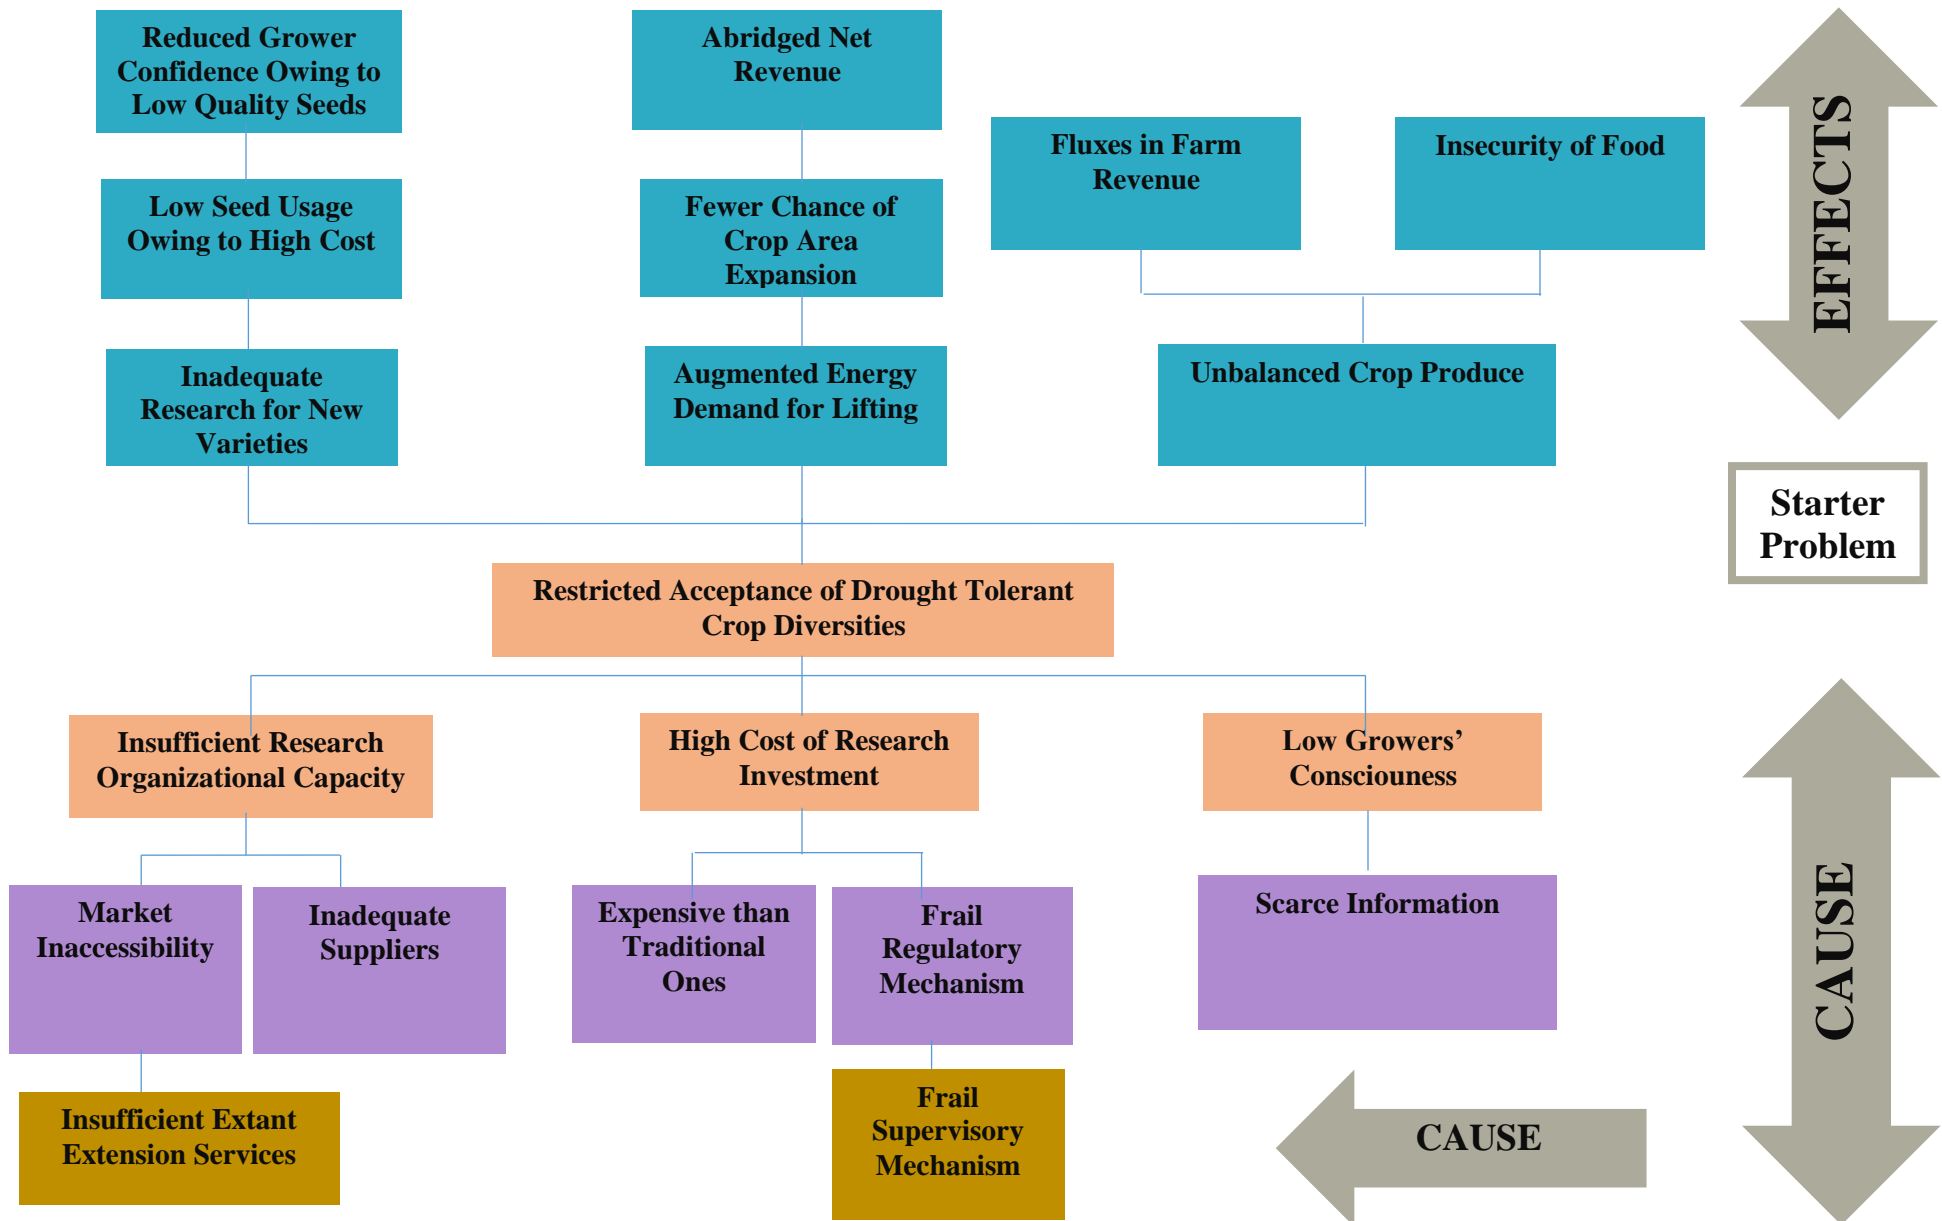 Reduced Grower
Confidence Owing to
Low Quality Seeds
Abridged Net
Revenue
Fluxes in Farm
Revenue
Insecurity of Food
EFFECTS
Low Seed Usage
Owing to High Cost
Fewer Chance of
Crop Area
Expansion
Inadequate
Research for New
Varieties
Augmented Energy
Demand for Lifting
Unbalanced Crop Produce
Starter
Problem
Restricted Acceptance of Drought Tolerant
Crop Diversities
Insufficient Research
Organizational Capacity
High Cost of Research
Investment
Low Growers’
Consciouness
CAUSE
Market
Inaccessibility
Inadequate
Suppliers
Expensive than
Traditional
Ones
Frail
Regulatory
Mechanism
Scarce Information
Insufficient Extant
Extension Services
Frail
Supervisory
Mechanism
CAUSE